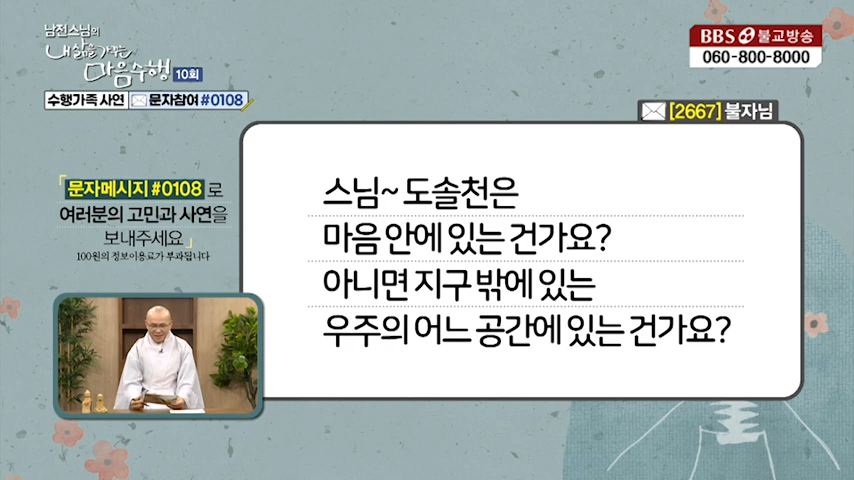 남전스님의
내 삶을 가꾸는
마음수행 10회
수행가족 사연 문자참여 #0108
BBS 불교방송
060-800-8000
[2667] 불자님
「문자메시지 #0108 로
여러분의 고민과 사연을
보내주세요」
100원의 정보이용료가 부과됩니다
스님~ 도솔천은
마음 안에 있는 건가요?
아니면 지구 밖에 있는
우주의 어느 공간에 있는 건가요?